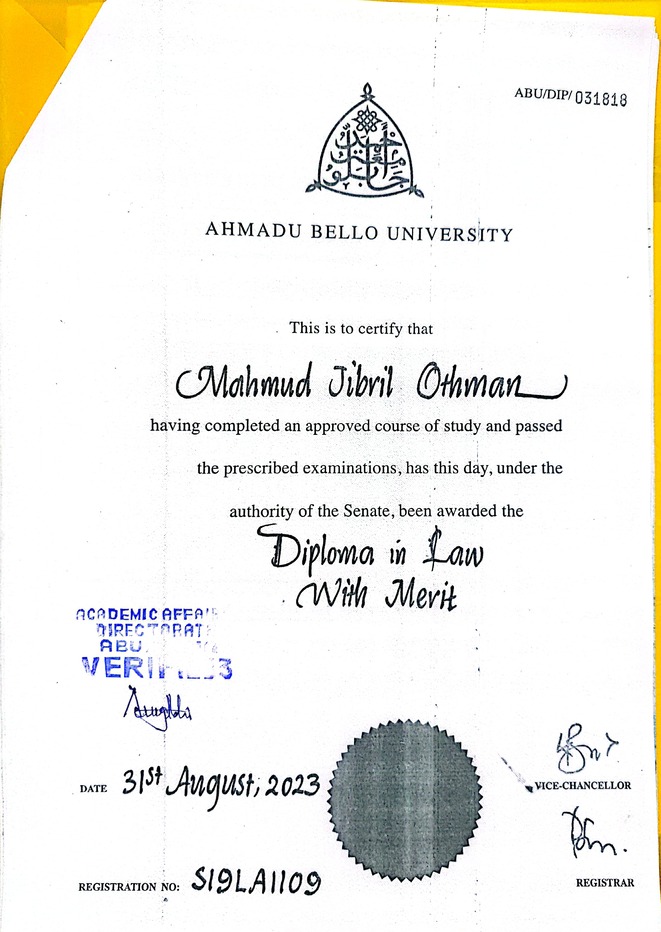 ABU/DIP/ 031818
AHMADU BELLO UNIVERSITY
This is to certify that
Mahmud Jibril Othman
having completed an approved course of study and passed
the prescribed examinations, has this day, under the
authority of the Senate, been awarded the
Diploma in Law
With Merit
ACADEMIC
ABU.
DATE 31st August, 2023
VICE-CHANCELLOR
REGISTRATION NO: S19LA1109
REGISTRAR